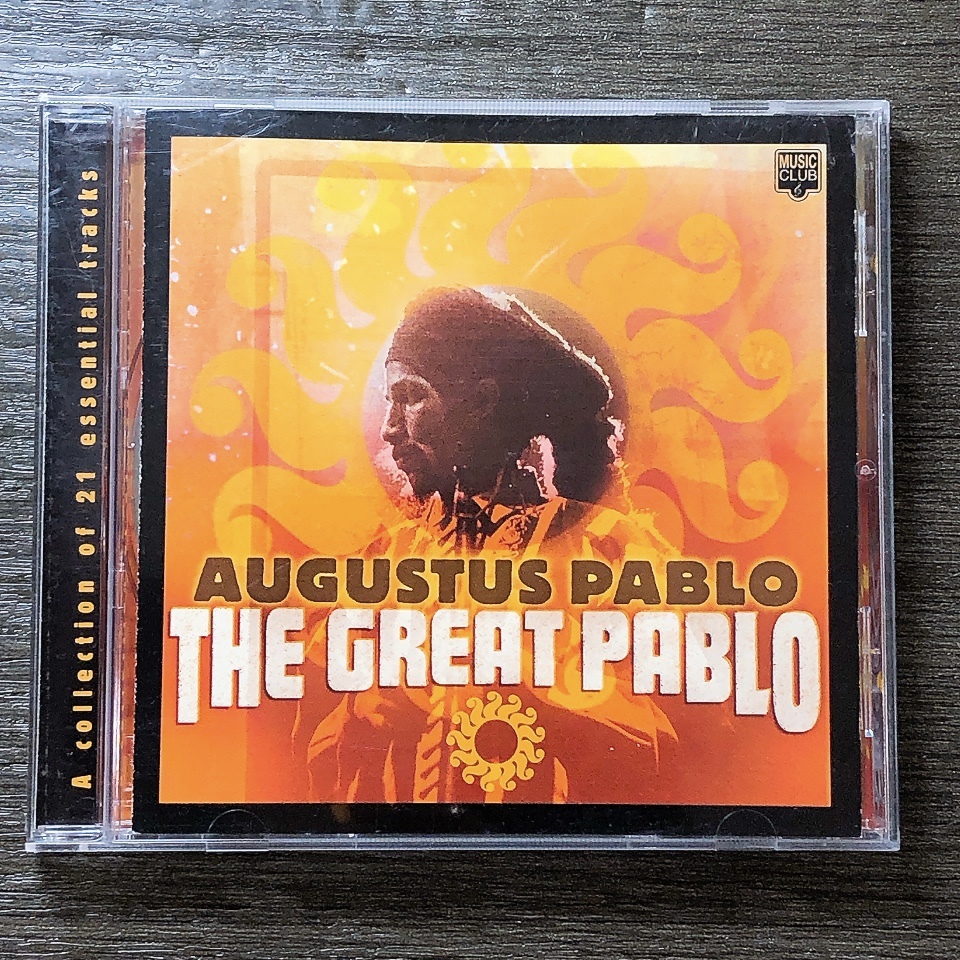 A collection of 21 essential tracks
MUSIC
CLUB
AUGUSTUS PABLO
THE GREAT PABLO